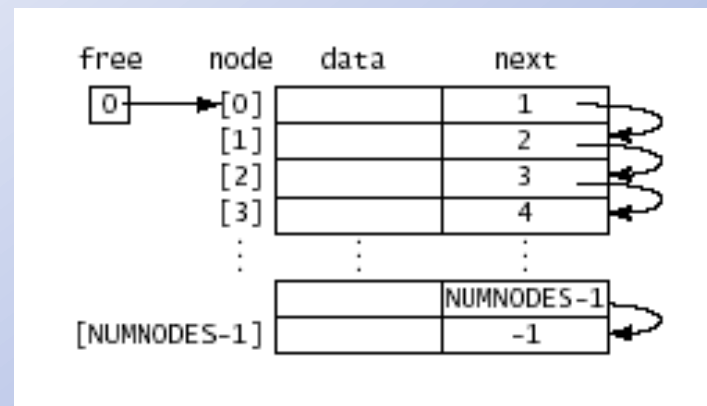 free node data next
0 [0] 1
[1] 2
[2] 3
[3] 4
NUMNODES-1
[NUMNODES-1] -1